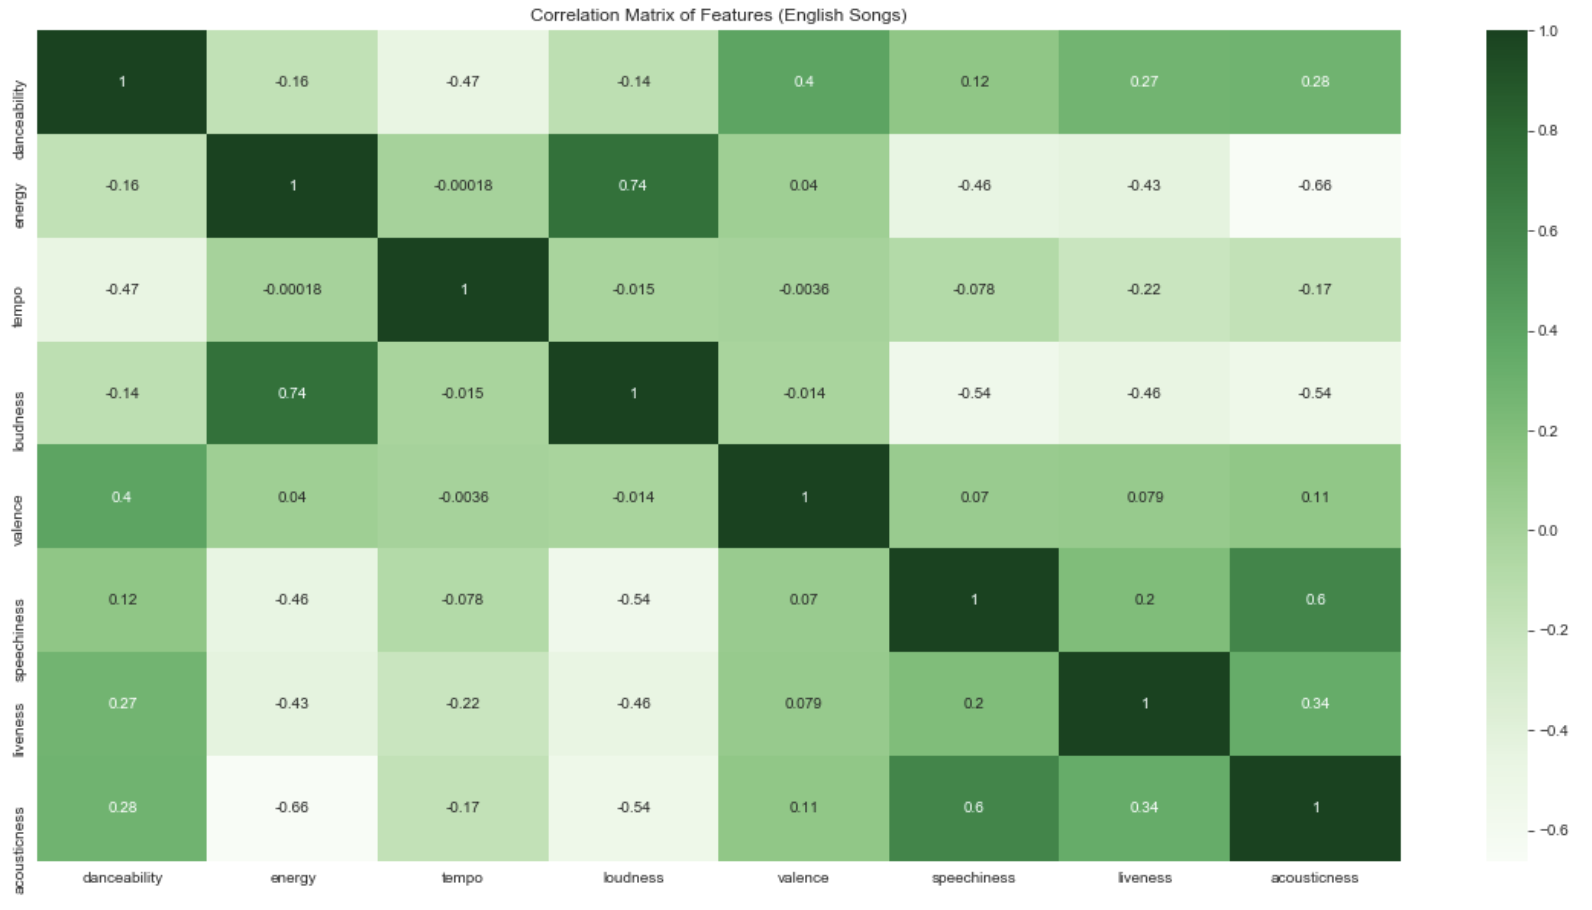 Correlation Matrix of Features (English Songs)
danceability 1 -0.16 -0.47 -0.14 0.4 0.12 0.27 0.28
energy -0.16 1 -0.00018 0.74 0.04 -0.46 -0.43 -0.66
tempo -0.47 -0.00018 1 -0.015 -0.0036 -0.078 -0.22 -0.17
loudness -0.14 0.74 -0.015 1 -0.014 -0.54 -0.46 -0.54
valence 0.4 0.04 -0.0036 -0.014 1 0.07 0.079 0.11
speechiness 0.12 -0.46 -0.078 -0.54 0.07 1 0.2 0.6
liveness 0.27 -0.43 -0.22 -0.46 0.079 0.2 1 0.34
acousticness 0.28 -0.66 -0.17 -0.54 0.11 0.6 0.34 1
danceability energy tempo loudness valence speechiness liveness acousticness
1.0
0.8
0.6
0.4
0.2
0.0
−0.2
−0.4
−0.6